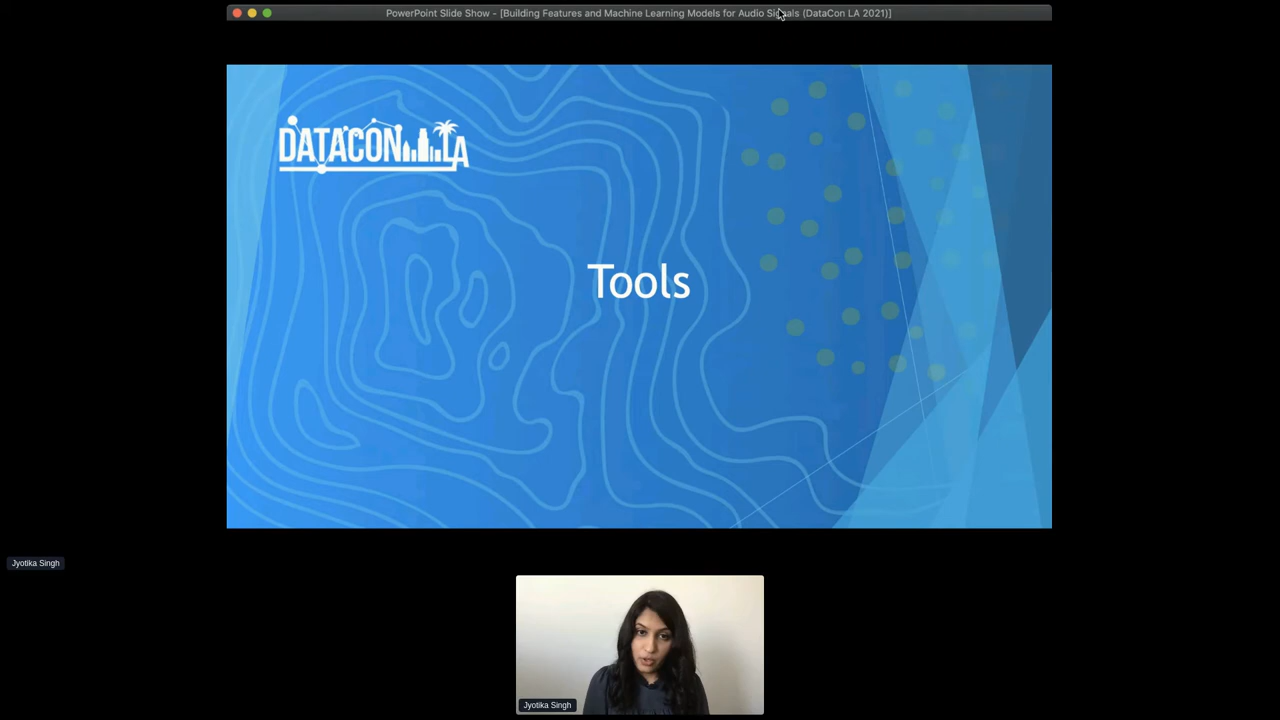 PowerPoint Slide Show - [Building Features and Machine Learning Models for Audio Signals (DataCon LA 2021)]
DATACON LA
Tools
Jyotika Singh
Jyotika Singh